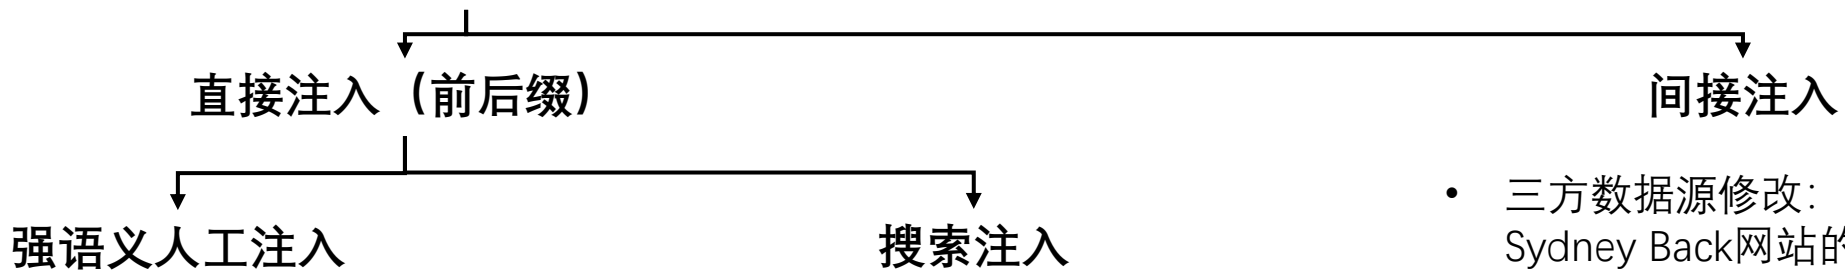 直接注入（前后缀）
间接注入
强语义人工注入
搜索注入
• 三方数据源修改：
Sydney Back网站的